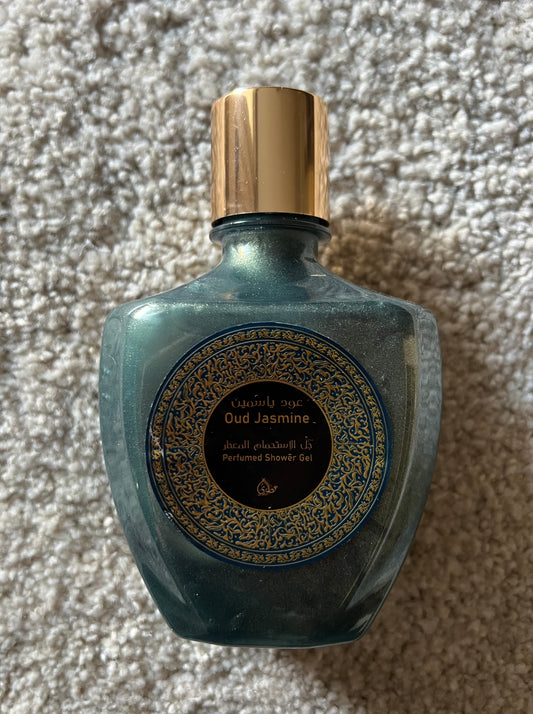 عود ياسمين
Oud Jasmine
جل الاستحمام المعطر
Perfumed Shower Gel